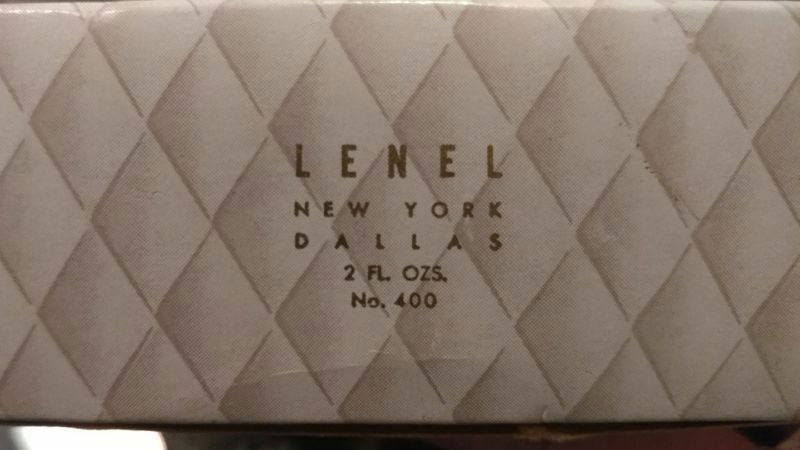 LENEL
NEW YORK
DALLAS
2 FL. OZS.
No. 400